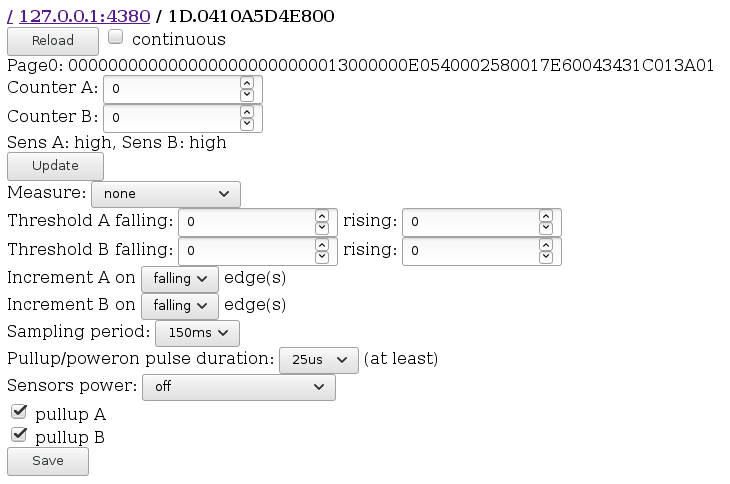 / 127.0.0.1:4380 / 1D.0410A5D4E800
Reload continuous
Page0: 00000000000000000000000000013000000E0540002580017E60043431C013A01
Counter A: 0
Counter B: 0
Sens A: high, Sens B: high
Update
Measure: none
Threshold A falling: 0 rising: 0
Threshold B falling: 0 rising: 0
Increment A on falling edge(s)
Increment B on falling edge(s)
Sampling period: 150ms
Pullup/poweron pulse duration: 25us (at least)
Sensors power: off
pullup A
pullup B
Save